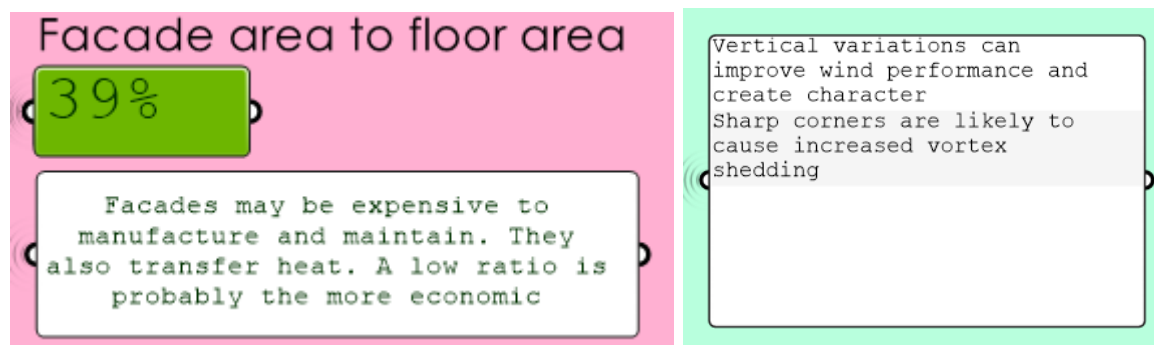 Facade area to floor area
39%
Facades may be expensive to
manufacture and maintain. They
also transfer heat. A low ratio is
probably the more economic
Vertical variations can
improve wind performance and
create character
Sharp corners are likely to
cause increased vortex
shedding